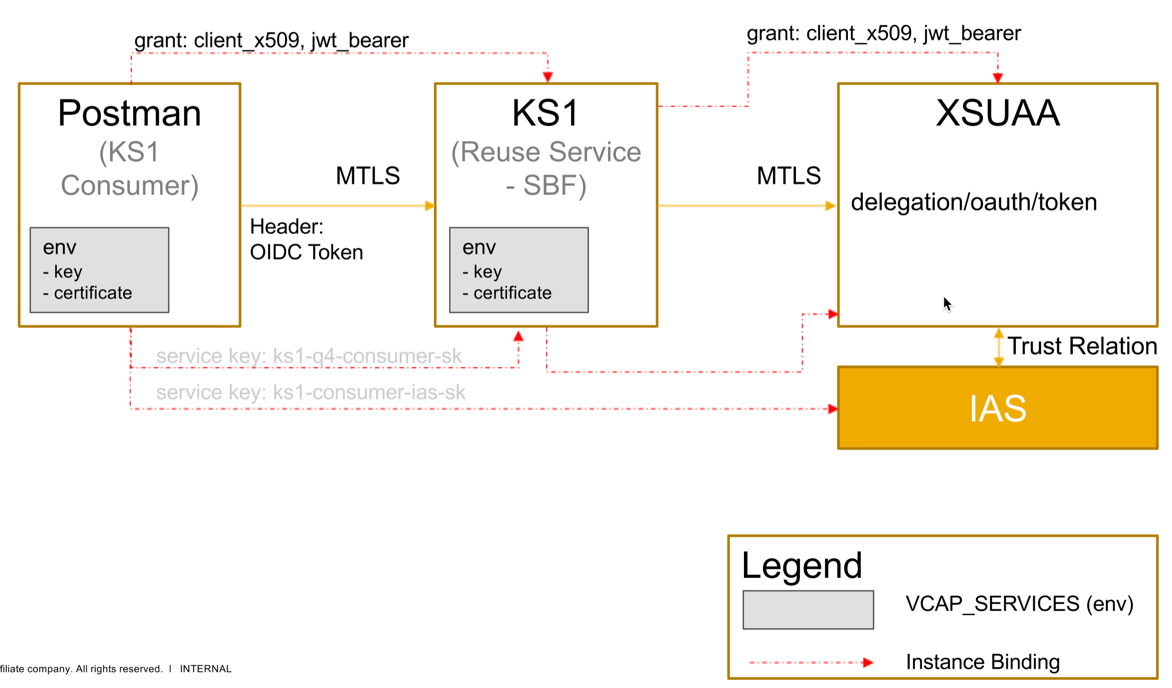 grant: client_x509, jwt_bearer
grant: client_x509, jwt_bearer
Postman
(KS1
Consumer)
env
- key
- certificate
MTLS
Header:
OIDC Token
KS1
(Reuse Service
- SBF)
env
- key
- certificate
MTLS
XSUAA
delegation/oauth/token
service key: ks1-q4-consumer-sk
service key: ks1-consumer-ias-sk
Trust Relation
IAS
Legend
VCAP_SERVICES (env)
Instance Binding
filiate company. All rights reserved. I INTERNAL